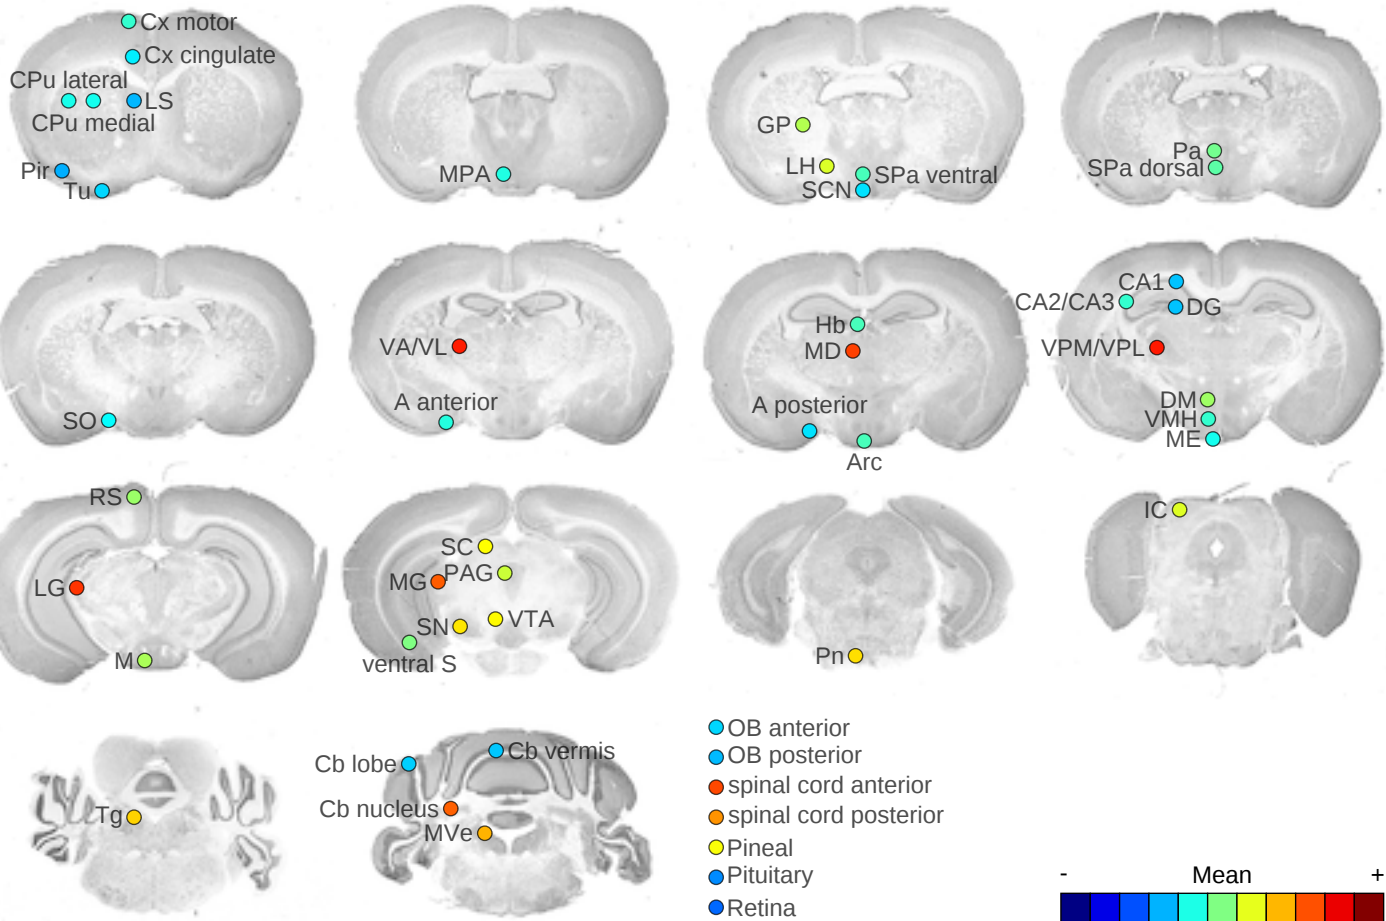 Cx motor
Cx cingulate
CPu lateral
LS
CPu medial
Pir
Tu
MPA
GP
LH
SPa ventral
SCN
Pa
SPa dorsal
SO
VA/VL
A anterior
Hb
MD
A posterior
Arc
CA1
CA2/CA3
DG
VPM/VPL
DM
VMH
ME
RS
LG
M
SC
MG
PAG
SN
VTA
ventral S
Pn
IC
Tg
Cb lobe
Cb vermis
Cb nucleus
MVe
OB anterior
OB posterior
spinal cord anterior
spinal cord posterior
Pineal
Pituitary
Retina
- Mean +